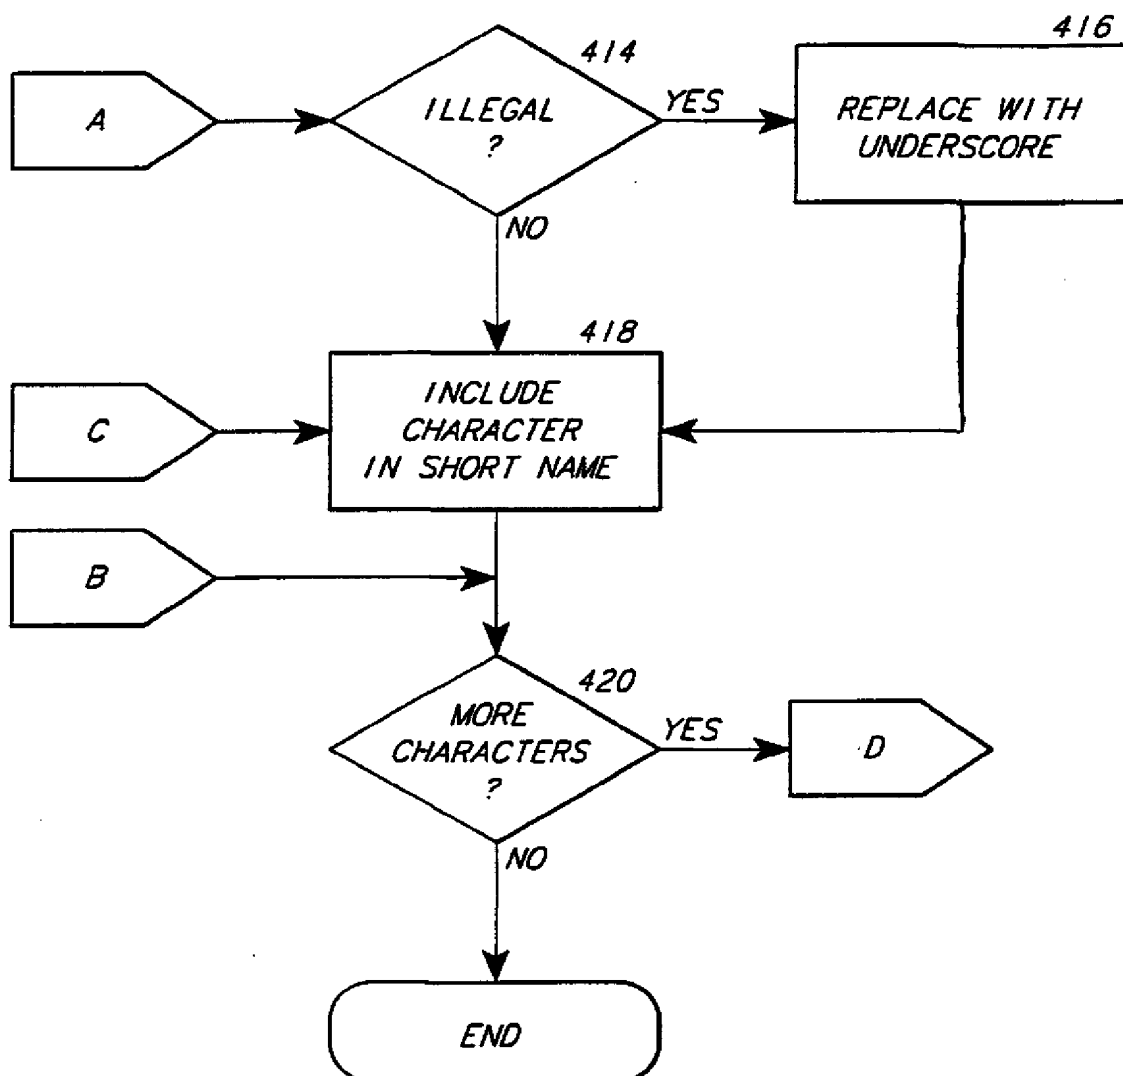 416
414
A
ILLEGAL
?
YES
REPLACE WITH
UNDERSCORE
NO
418
C
INCLUDE
CHARACTER
IN SHORT NAME
B
420
MORE
CHARACTERS
?
YES
D
NO
END